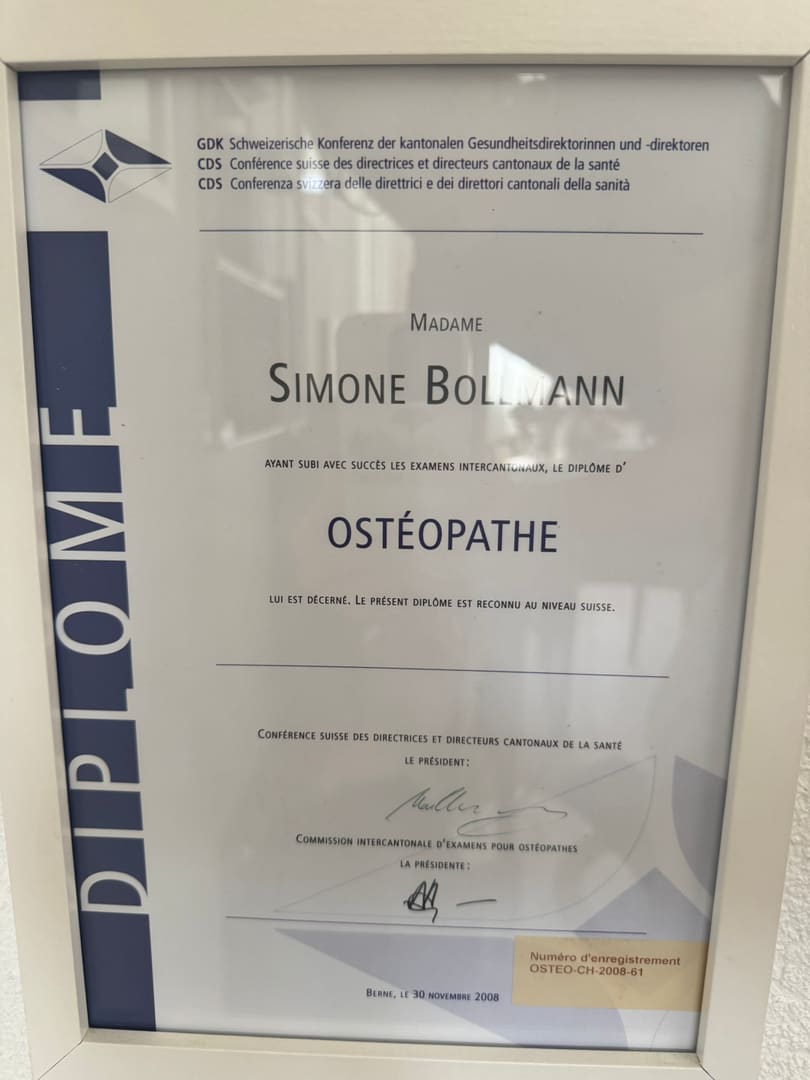 GDK Schweizerische Konferenz der kantonalen Gesundheitsdirektorinnen und -direktoren
CDS Conférence suisse des directrices et directeurs cantonaux de la santé
CDS Conferenza svizzera delle direttrici e dei direttori cantonali della sanità
DIPLOME
MADAME
SIMONE BOLLMANN
AYANT SUBI AVEC SUCCÈS LES EXAMENS INTERCANTONAUX, LE DIPLÔME D'
OSTÉOPATHE
LUI EST DÉCERNÉ. LE PRÉSENT DIPLÔME EST RECONNU AU NIVEAU SUISSE.
CONFÉRENCE SUISSE DES DIRECTRICES ET DIRECTEURS CANTONAUX DE LA SANTÉ
LE PRÉSIDENT:
COMMISSION INTERCANTONALE D'EXAMENS POUR OSTÉOPATHES
LA PRÉSIDENTE:
Numéro d'enregistrement
OSTEO-CH-2008-61
BERNE, LE 30 NOVEMBRE 2008